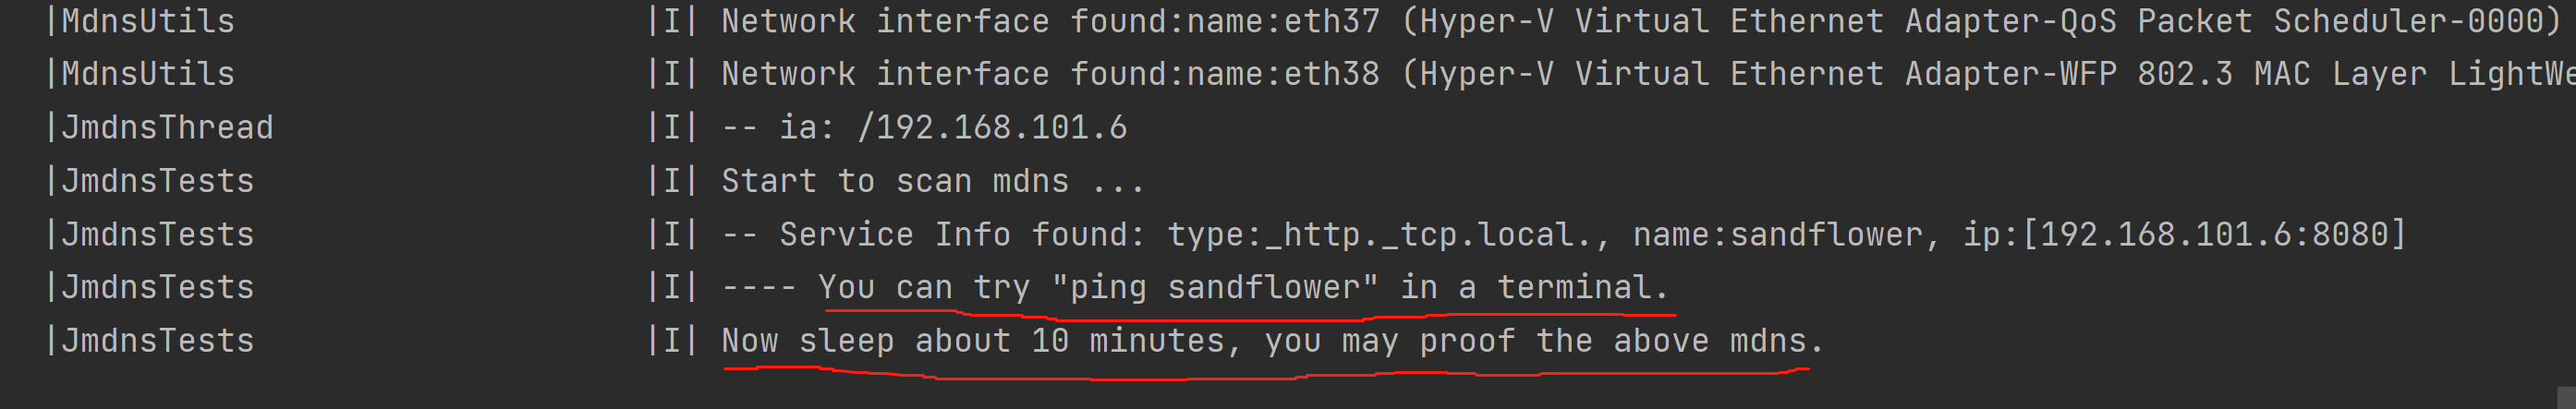 |MdnsUtils |I| Network interface found:name:eth37 (Hyper-V Virtual Ethernet Adapter-QoS Packet Scheduler-0000)
|MdnsUtils |I| Network interface found:name:eth38 (Hyper-V Virtual Ethernet Adapter-WFP 802.3 MAC Layer LightWe
|JmdnsThread |I| -- ia: /192.168.101.6
|JmdnsTests |I| Start to scan mdns ...
|JmdnsTests |I| -- Service Info found: type:_http._tcp.local., name:sandflower, ip:[192.168.101.6:8080]
|JmdnsTests |I| ---- You can try "ping sandflower" in a terminal.
|JmdnsTests |I| Now sleep about 10 minutes, you may proof the above mdns.